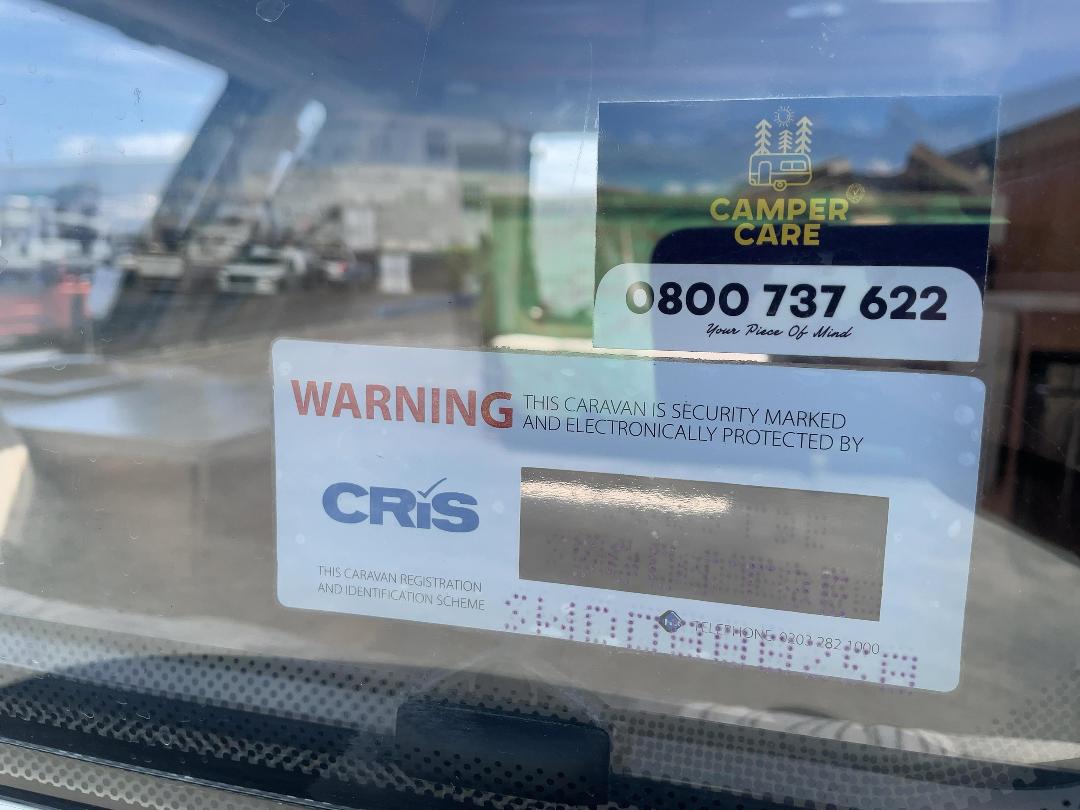 CAMPER
CARE
0800 737 622
Your Piece Of Mind
WARNING THIS CARAVAN IS SECURITY MARKED
AND ELECTRONICALLY PROTECTED BY
CRiS
THIS CARAVAN REGISTRATION
AND IDENTIFICATION SCHEME
TELEPHONE 0203 282 1000